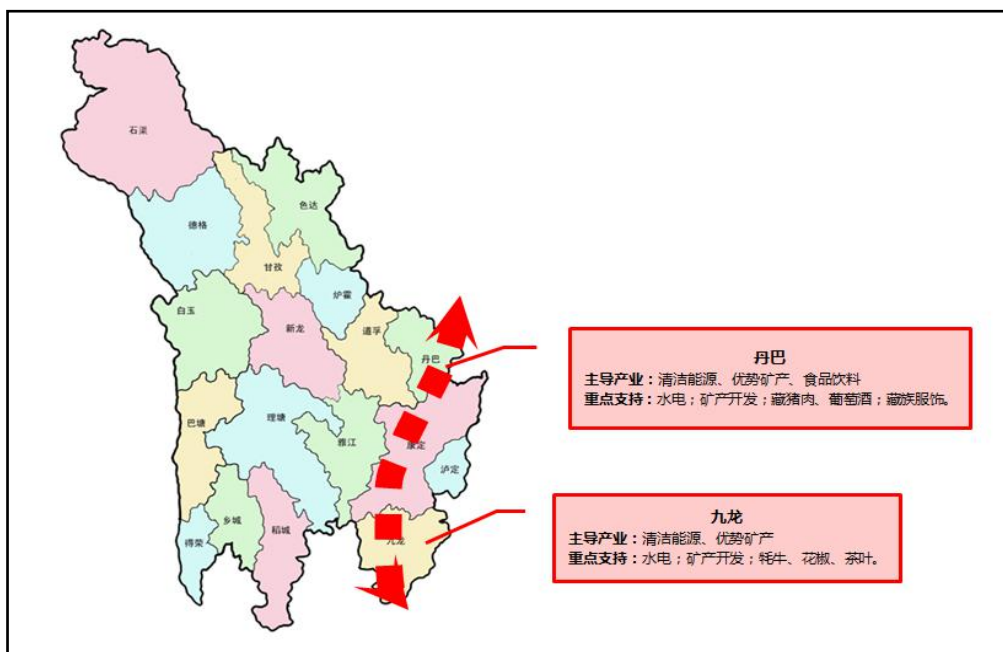 石渠
色达
德格
甘孜
炉霍
白玉
新龙
道孚
丹巴
巴塘
理塘
雅江
康定
泸定
乡城
稻城
得荣
九龙
丹巴
主导产业：清洁能源、优势矿产、食品饮料
重点支持：水电；矿产开发；藏猪肉、葡萄酒；藏族服饰。
九龙
主导产业：清洁能源、优势矿产
重点支持：水电；矿产开发；牦牛、花椒、茶叶。